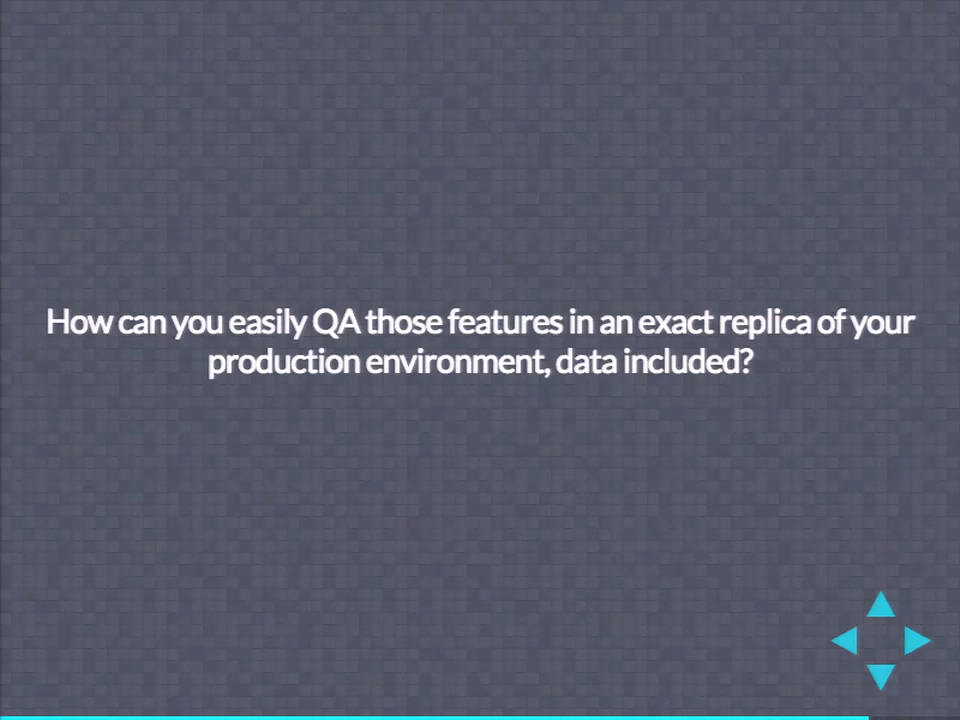 How can you easily QA those features in an exact replica of your
production environment, data included?